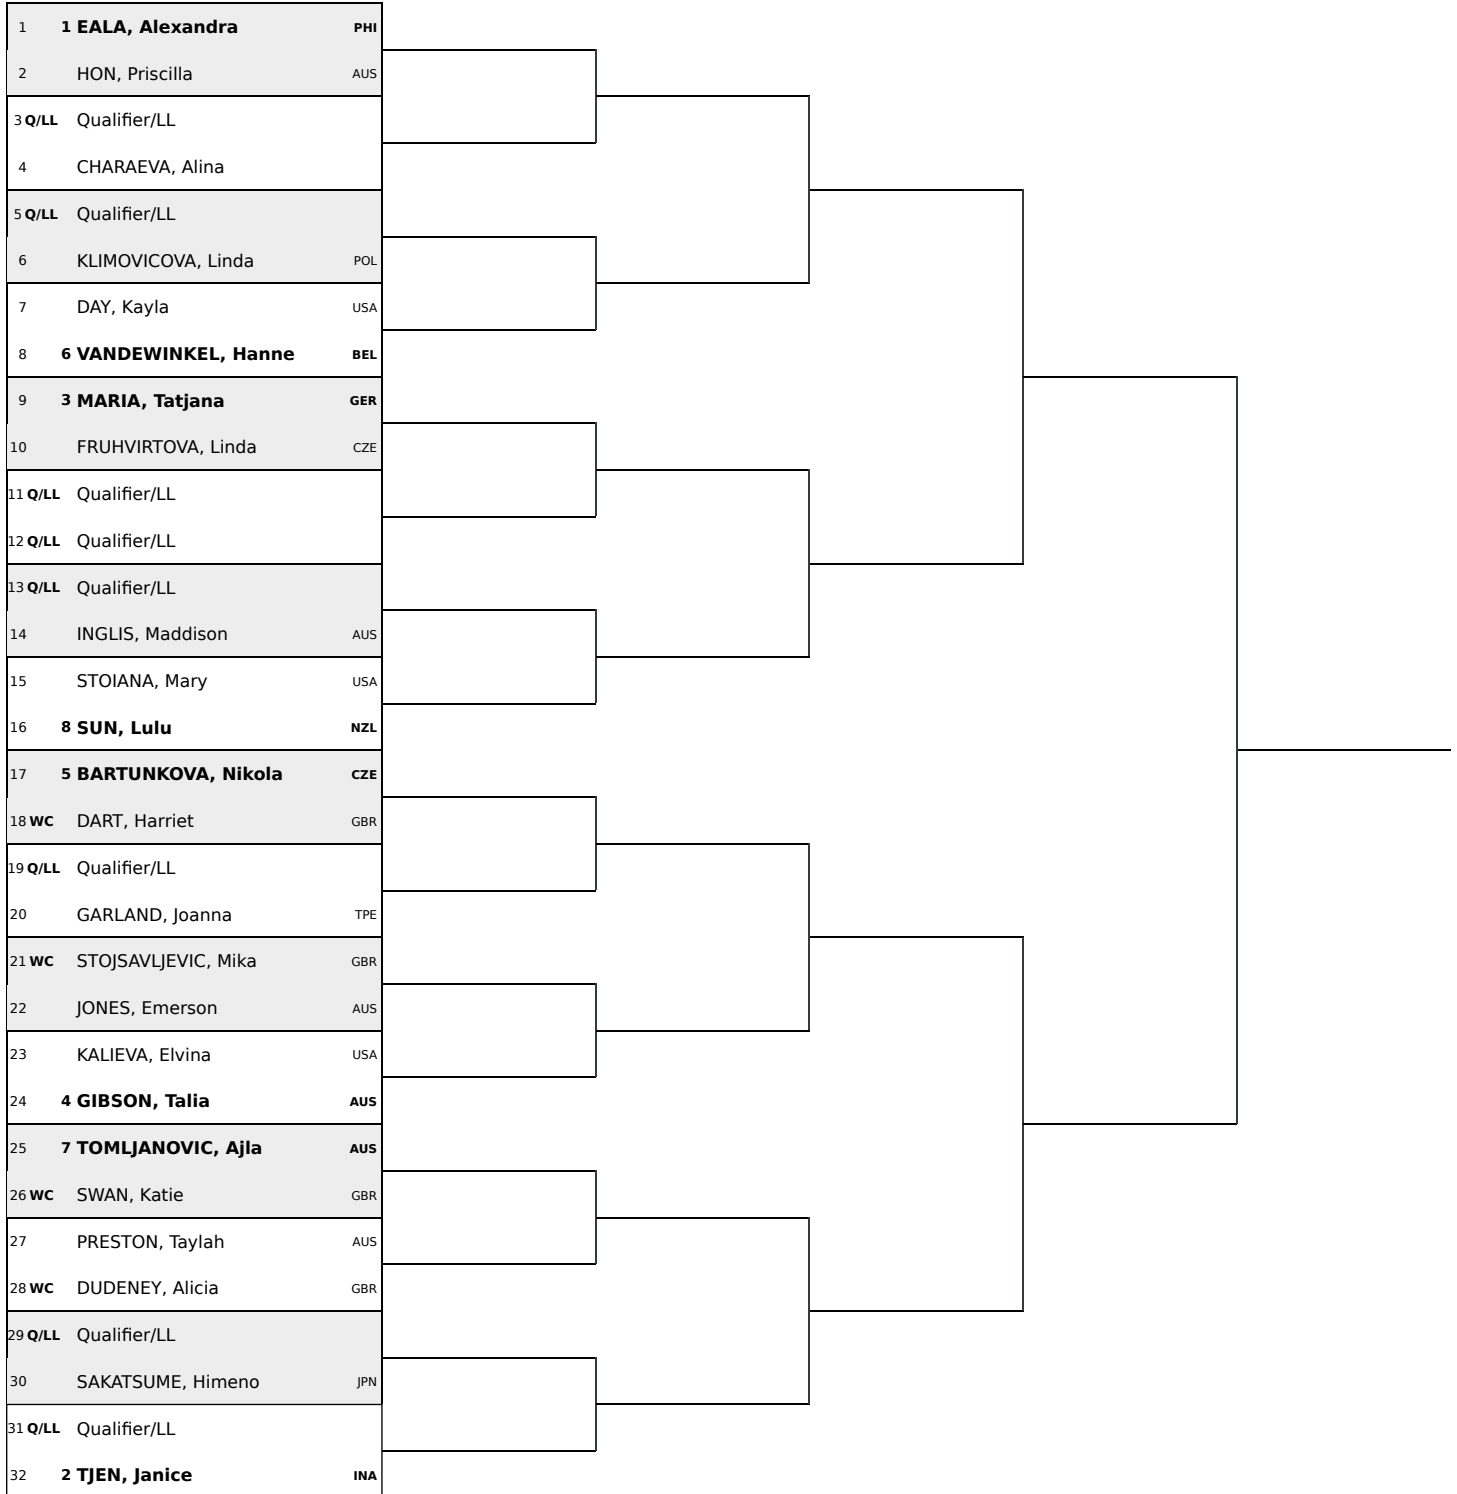 1 1 EALA, Alexandra PHI
2 HON, Priscilla AUS
3 Q/LL Qualifier/LL
4 CHARAEVA, Alina
5 Q/LL Qualifier/LL
6 KLIMOVICOVA, Linda POL
7 DAY, Kayla USA
8 6 VANDEWINKEL, Hanne BEL
9 3 MARIA, Tatjana GER
10 FRUHVIRTOVA, Linda CZE
11 Q/LL Qualifier/LL
12 Q/LL Qualifier/LL
13 Q/LL Qualifier/LL
14 INGLIS, Maddison AUS
15 STOIANA, Mary USA
16 8 SUN, Lulu NZL
17 5 BARTUNKOVA, Nikola CZE
18 WC DART, Harriet GBR
19 Q/LL Qualifier/LL
20 GARLAND, Joanna TPE
21 WC STOJSAVLJEVIC, Mika GBR
22 JONES, Emerson AUS
23 KALIEVA, Elvina USA
24 4 GIBSON, Talia AUS
25 7 TOMLJANOVIC, Ajla AUS
26 WC SWAN, Katie GBR
27 PRESTON, Taylah AUS
28 WC DUDENEY, Alicia GBR
29 Q/LL Qualifier/LL
30 SAKATSUME, Himeno JPN
31 Q/LL Qualifier/LL
32 2 TJEN, Janice INA